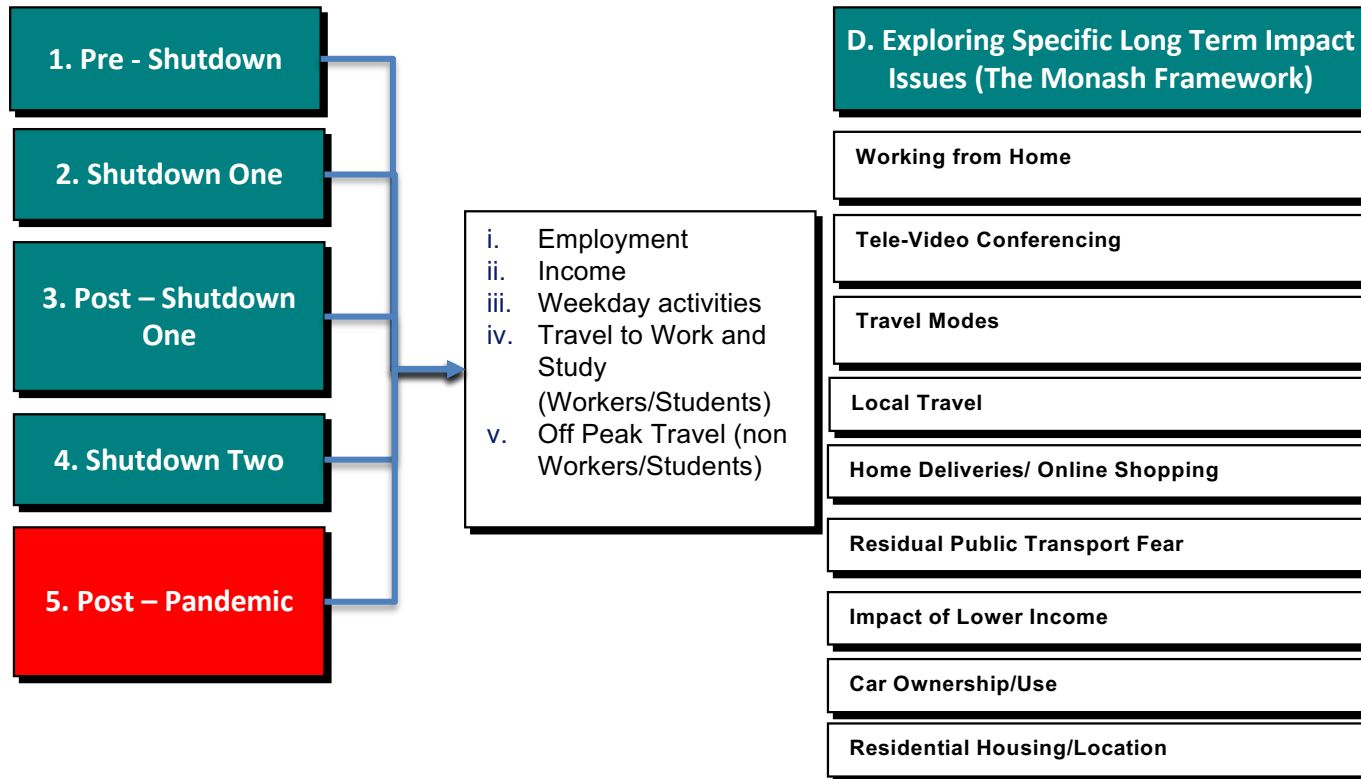 1. Pre - Shutdown
2. Shutdown One
3. Post – Shutdown
One
4. Shutdown Two
5. Post – Pandemic
i. Employment
ii. Income
iii. Weekday activities
iv. Travel to Work and
Study
(Workers/Students)
v. Off Peak Travel (non
Workers/Students)
D. Exploring Specific Long Term Impact
Issues (The Monash Framework)
Working from Home
Tele-Video Conferencing
Travel Modes
Local Travel
Home Deliveries/ Online Shopping
Residual Public Transport Fear
Impact of Lower Income
Car Ownership/Use
Residential Housing/Location